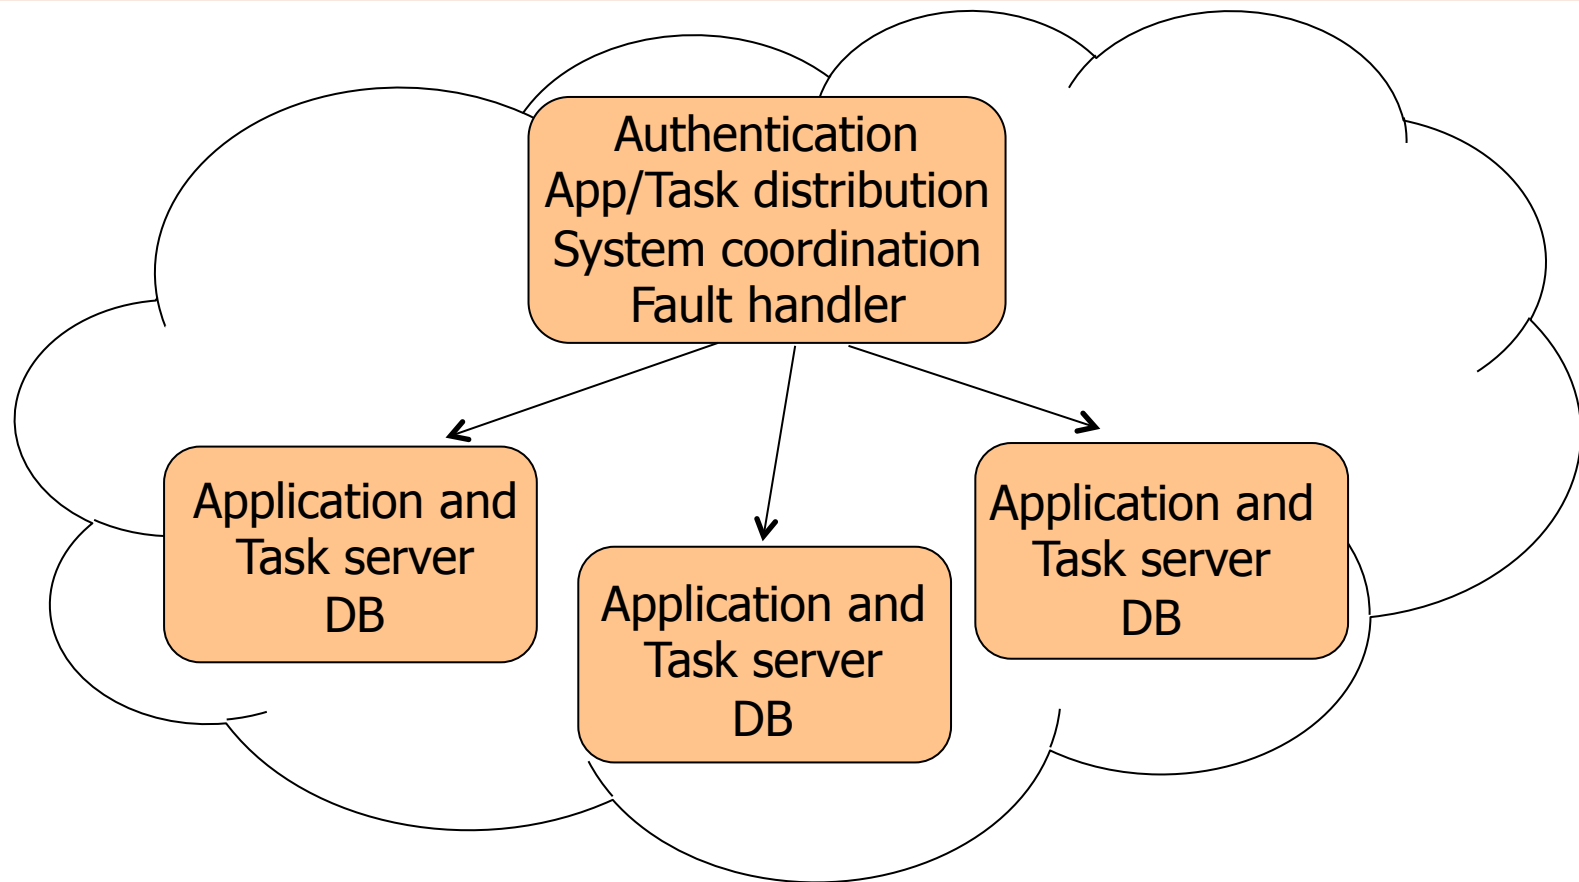 Authentication
App/Task distribution
System coordination
Fault handler
Application and
Task server
DB
Application and
Task server
DB
Application and
Task server
DB